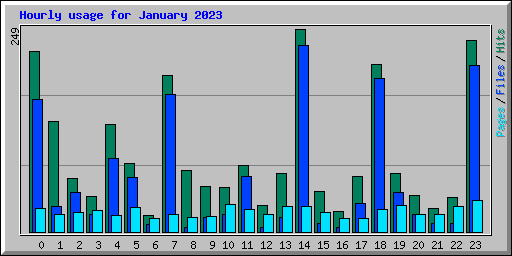 Hourly usage for January 2023
249
Pages/Files/Hits
0 1 2 3 4 5 6 7 8 9 10 11 12 13 14 15 16 17 18 19 20 21 22 23